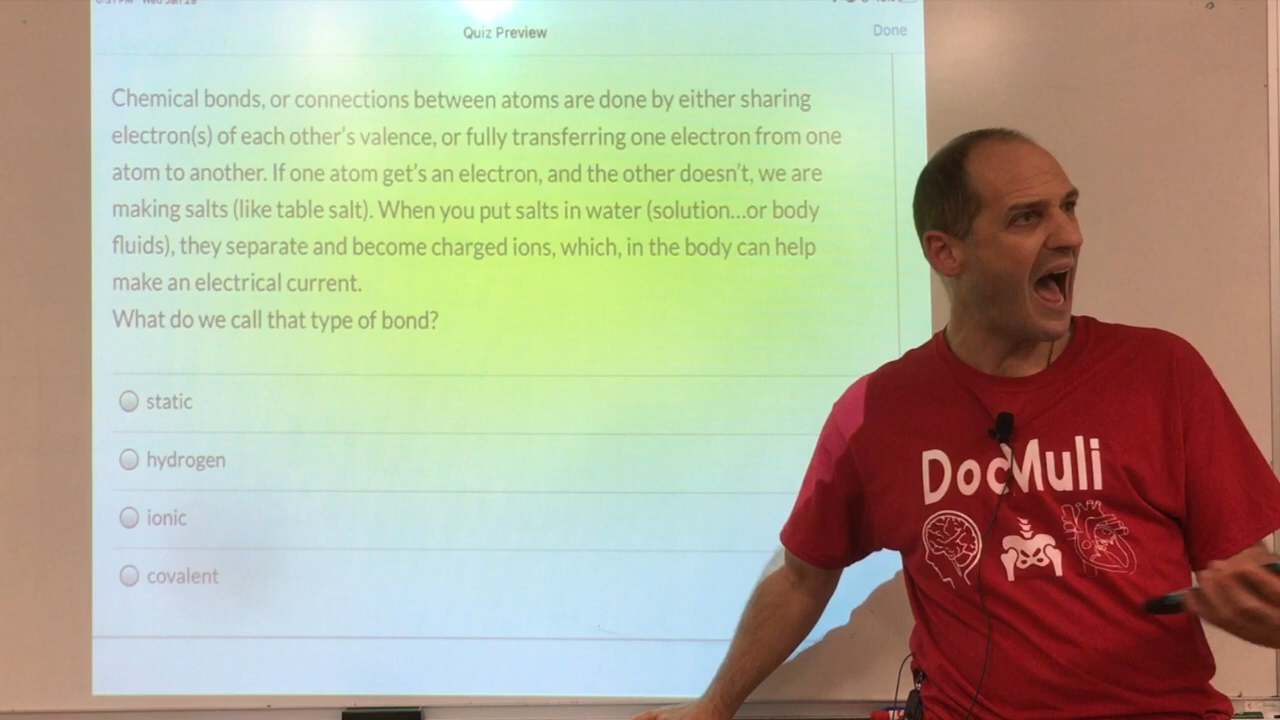 Quiz Preview
Done
Chemical bonds, or connections between atoms are done by either sharing
electron(s) of each other's valence, or fully transferring one electron from one
atom to another. If one atom get's an electron, and the other doesn't, we are
making salts (like table salt). When you put salts in water (solution...or body
fluids), they separate and become charged ions, which, in the body can help
make an electrical current.
What do we call that type of bond?
static
hydrogen
ionic
covalent
DocMuli